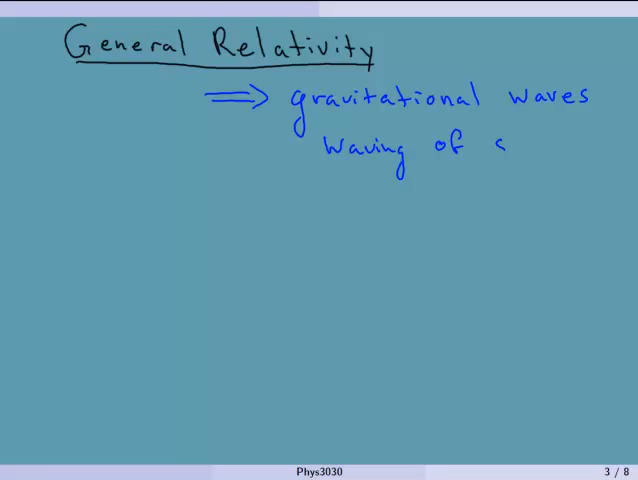 General Relativity
⇒ gravitational waves
waving of s
Phys3030 3 / 8